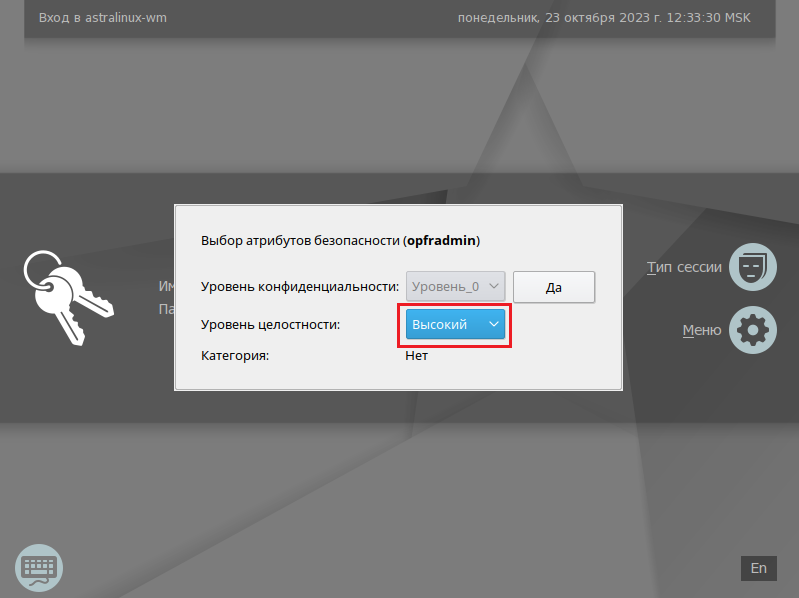 Вход в astralinux-wm понедельник, 23 октября 2023 г. 12:33:30 MSK
Выбор атрибутов безопасности (opfradmin)
Тип сессии
Им
Уровень конфиденциальности: Уровень_0 Да
Па
Уровень целостности: Высокий
Меню
Категория: Нет
En